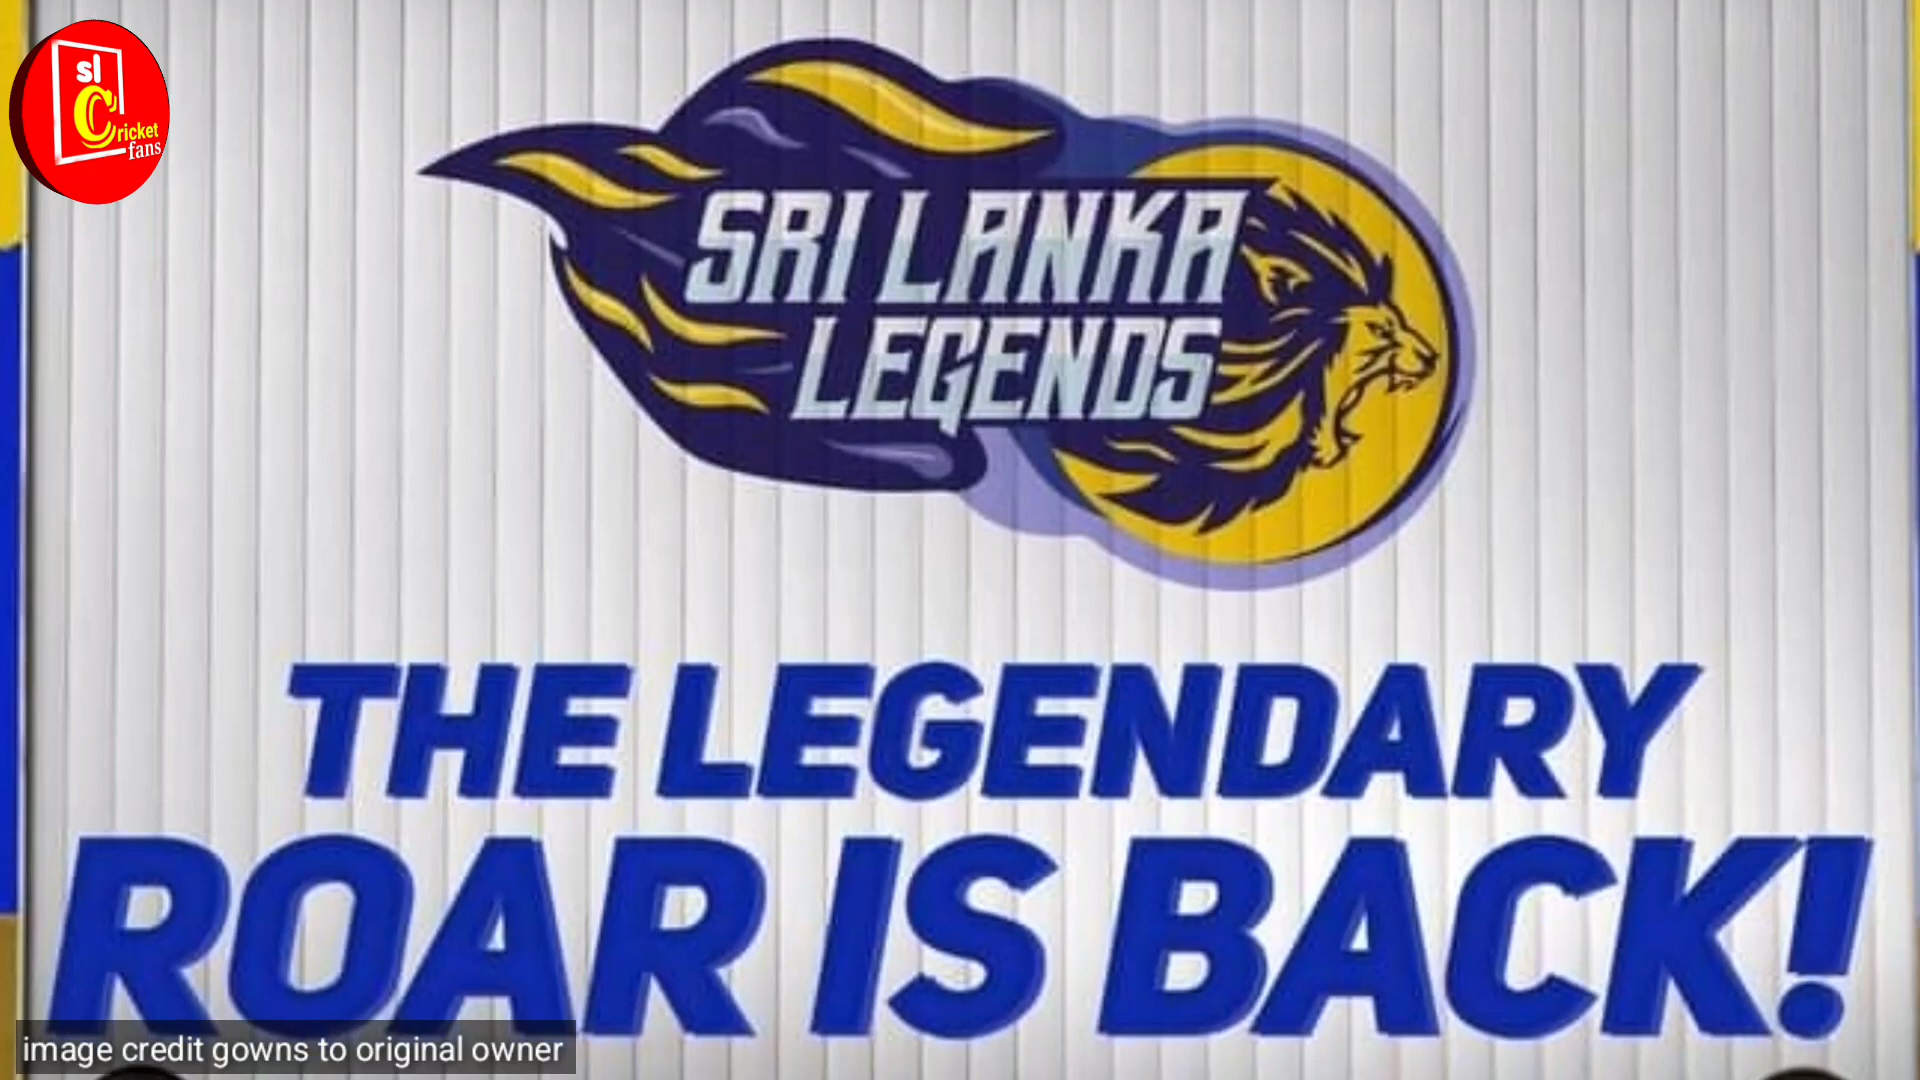 sl
Cricket
fans
SRI LANKA
LEGENDS
THE LEGENDARY
ROAR IS BACK!
image credit gowns to original owner